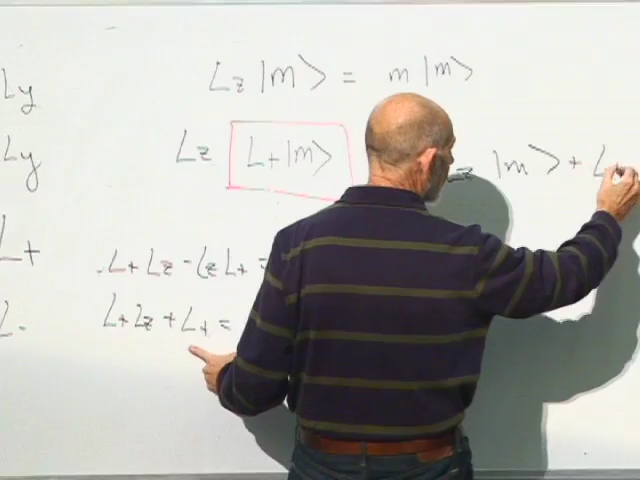 Ly
Lz |m⟩ = m |m⟩
Ly
Lz L+ |m⟩ z |m⟩ + L
L+
L+ Lz - Lz L+ =
L-
L+ Lz + L+ =